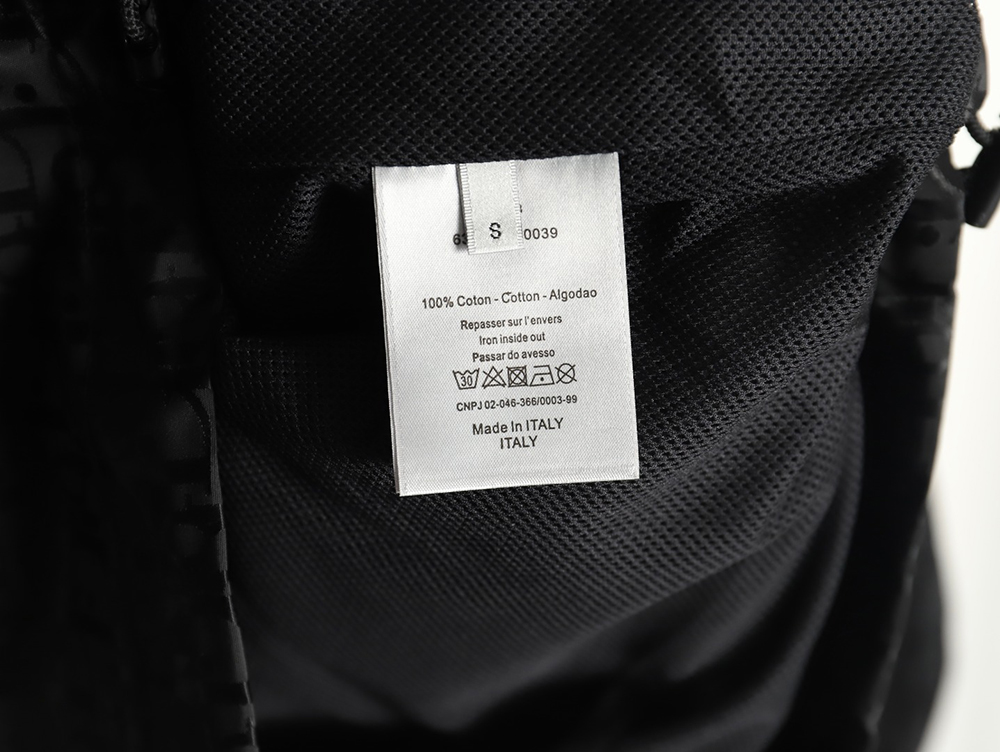 S
0039
100% Coton - Cotton - Algodao
Repasser sur l'envers
Iron inside out
Passar do avesso
30
CNPJ 02-046-366/0003-99
Made In ITALY
ITALY